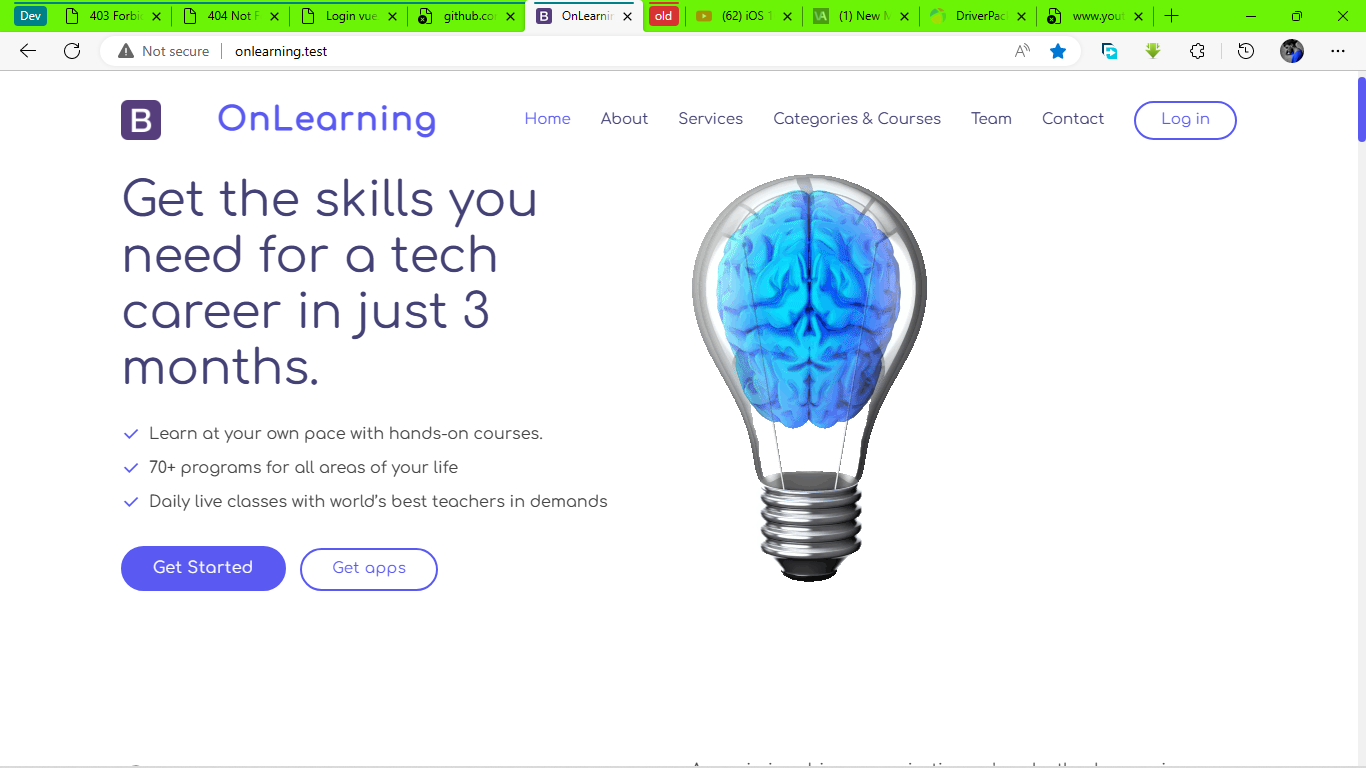 Dev
403 Forbi
404 Not F
Login vue
github.co
OnLearnin
old
(62) iOS 1
(1) New M
DriverPac
www.yout
Not secure
onlearning.test
B
OnLearning
Home
About
Services
Categories & Courses
Team
Contact
Log in
Get the skills you
need for a tech
career in just 3
months.
Learn at your own pace with hands-on courses.
70+ programs for all areas of your life
Daily live classes with world’s best teachers in demands
Get Started
Get apps